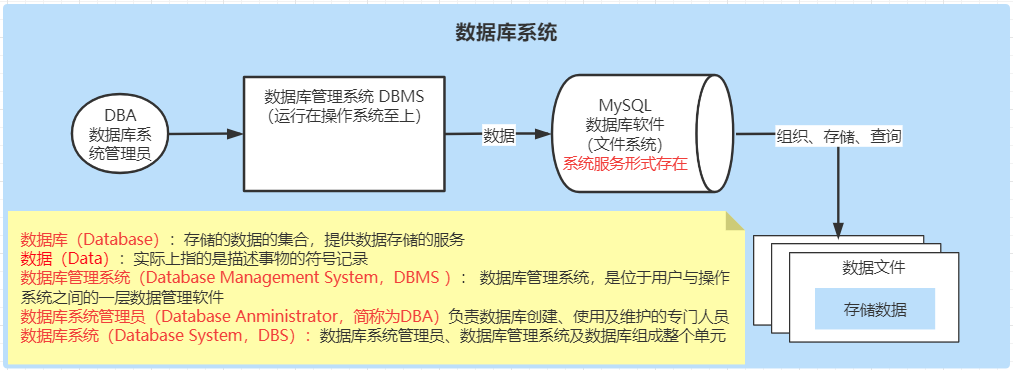 数据库系统
DBA
数据库系
统管理员
数据库管理系统 DBMS
（运行在操作系统至上）
数据
MySQL
数据库软件
(文件系统)
系统服务形式存在
组织、存储、查询
数据文件
存储数据
数据库（Database）：存储的数据的集合，提供数据存储的服务
数据（Data）：实际上指的是描述事物的符号记录
数据库管理系统（Database Management System，DBMS ）： 数据库管理系统，是位于用户与操作
系统之间的一层数据管理软件
数据库系统管理员（Database Anministrator，简称为DBA）负责数据库创建、使用及维护的专门人员
数据库系统（Database System，DBS）：数据库系统管理员、数据库管理系统及数据库组成整个单元